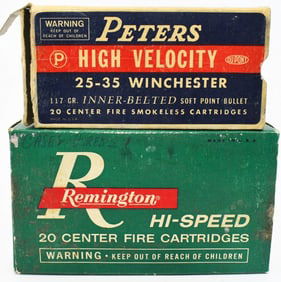 WARNING
KEEP OUT OF
REACH OF CHILDREN
PETERS
P
HIGH VELOCITY
DU PONT
25-35 WINCHESTER
117 GR. INNER-BELTED SOFT POINT BULLET
20 CENTER FIRE SMOKELESS CARTRIDGES
MADE IN U.S.A.
R
Remington
HI-SPEED
20 CENTER FIRE CARTRIDGES
WARNING • KEEP OUT OF REACH OF CHILDREN